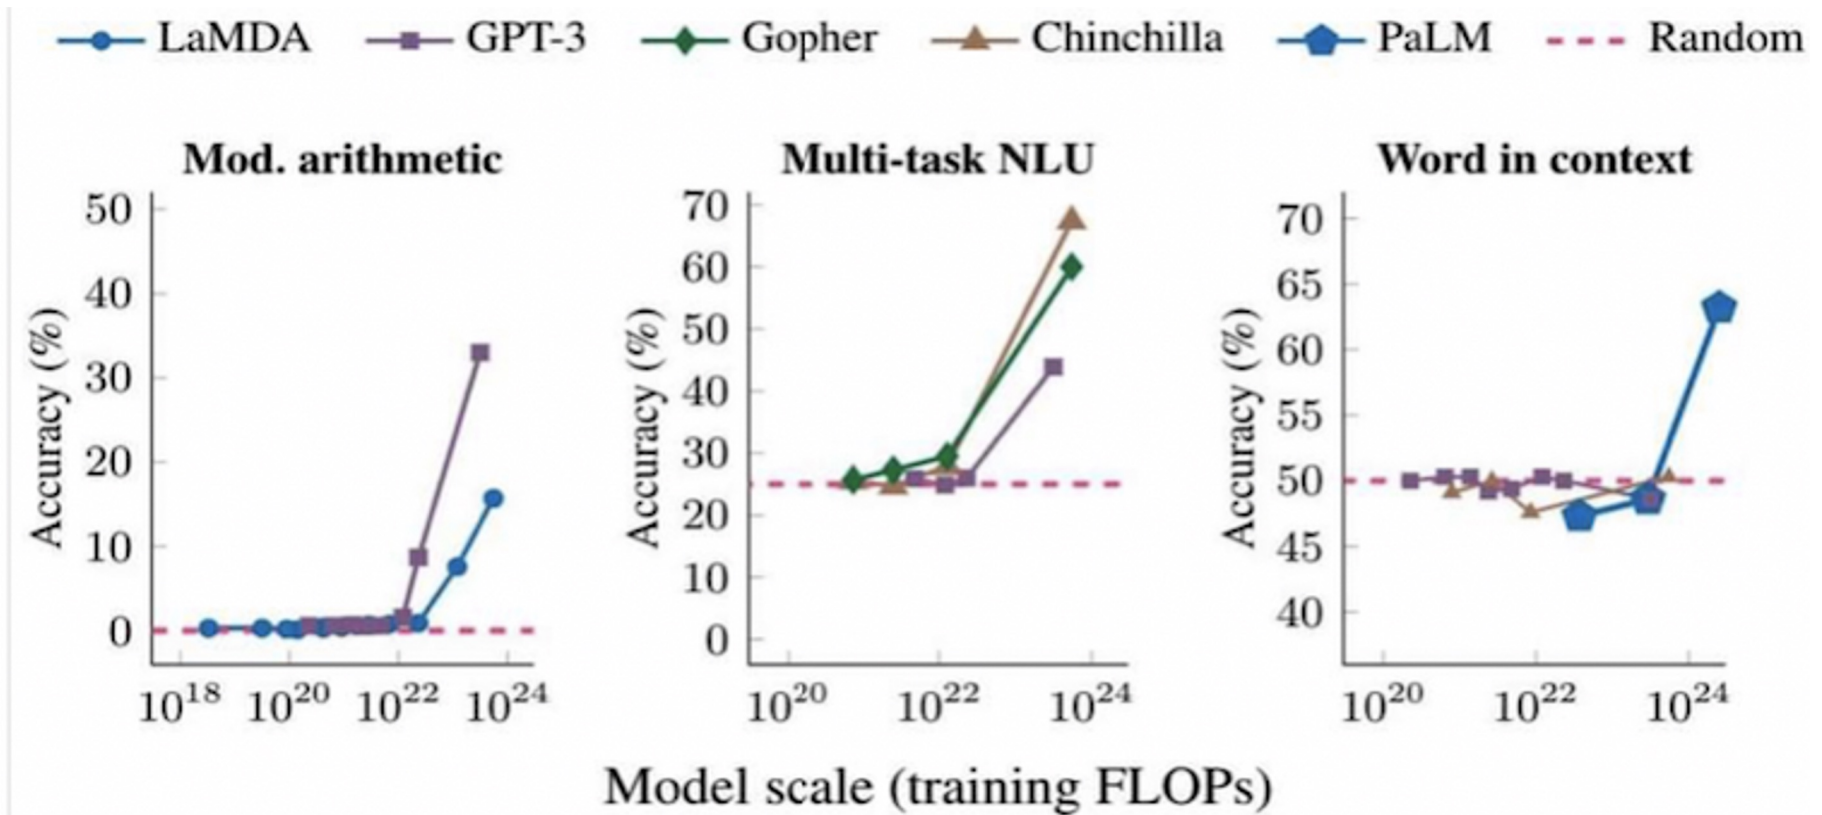 LaMDA GPT-3 Gopher Chinchilla PaLM Random
Mod. arithmetic
Accuracy (%)
50
40
30
20
10
0
10^18 10^20 10^22 10^24
Multi-task NLU
Accuracy (%)
70
60
50
40
30
20
10
0
10^20 10^22 10^24
Word in context
Accuracy (%)
70
65
60
55
50
45
40
10^20 10^22 10^24
Model scale (training FLOPs)